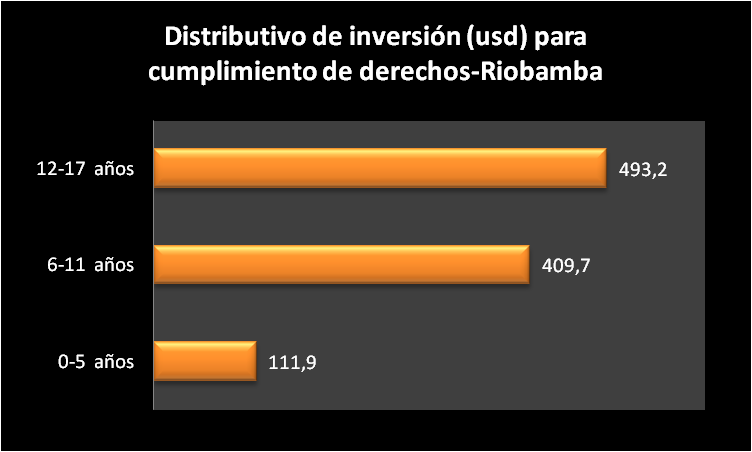 Distributivo de inversión (usd) para
cumplimiento de derechos-Riobamba
12-17 años
493,2
6-11 años
409,7
0-5 años
111,9